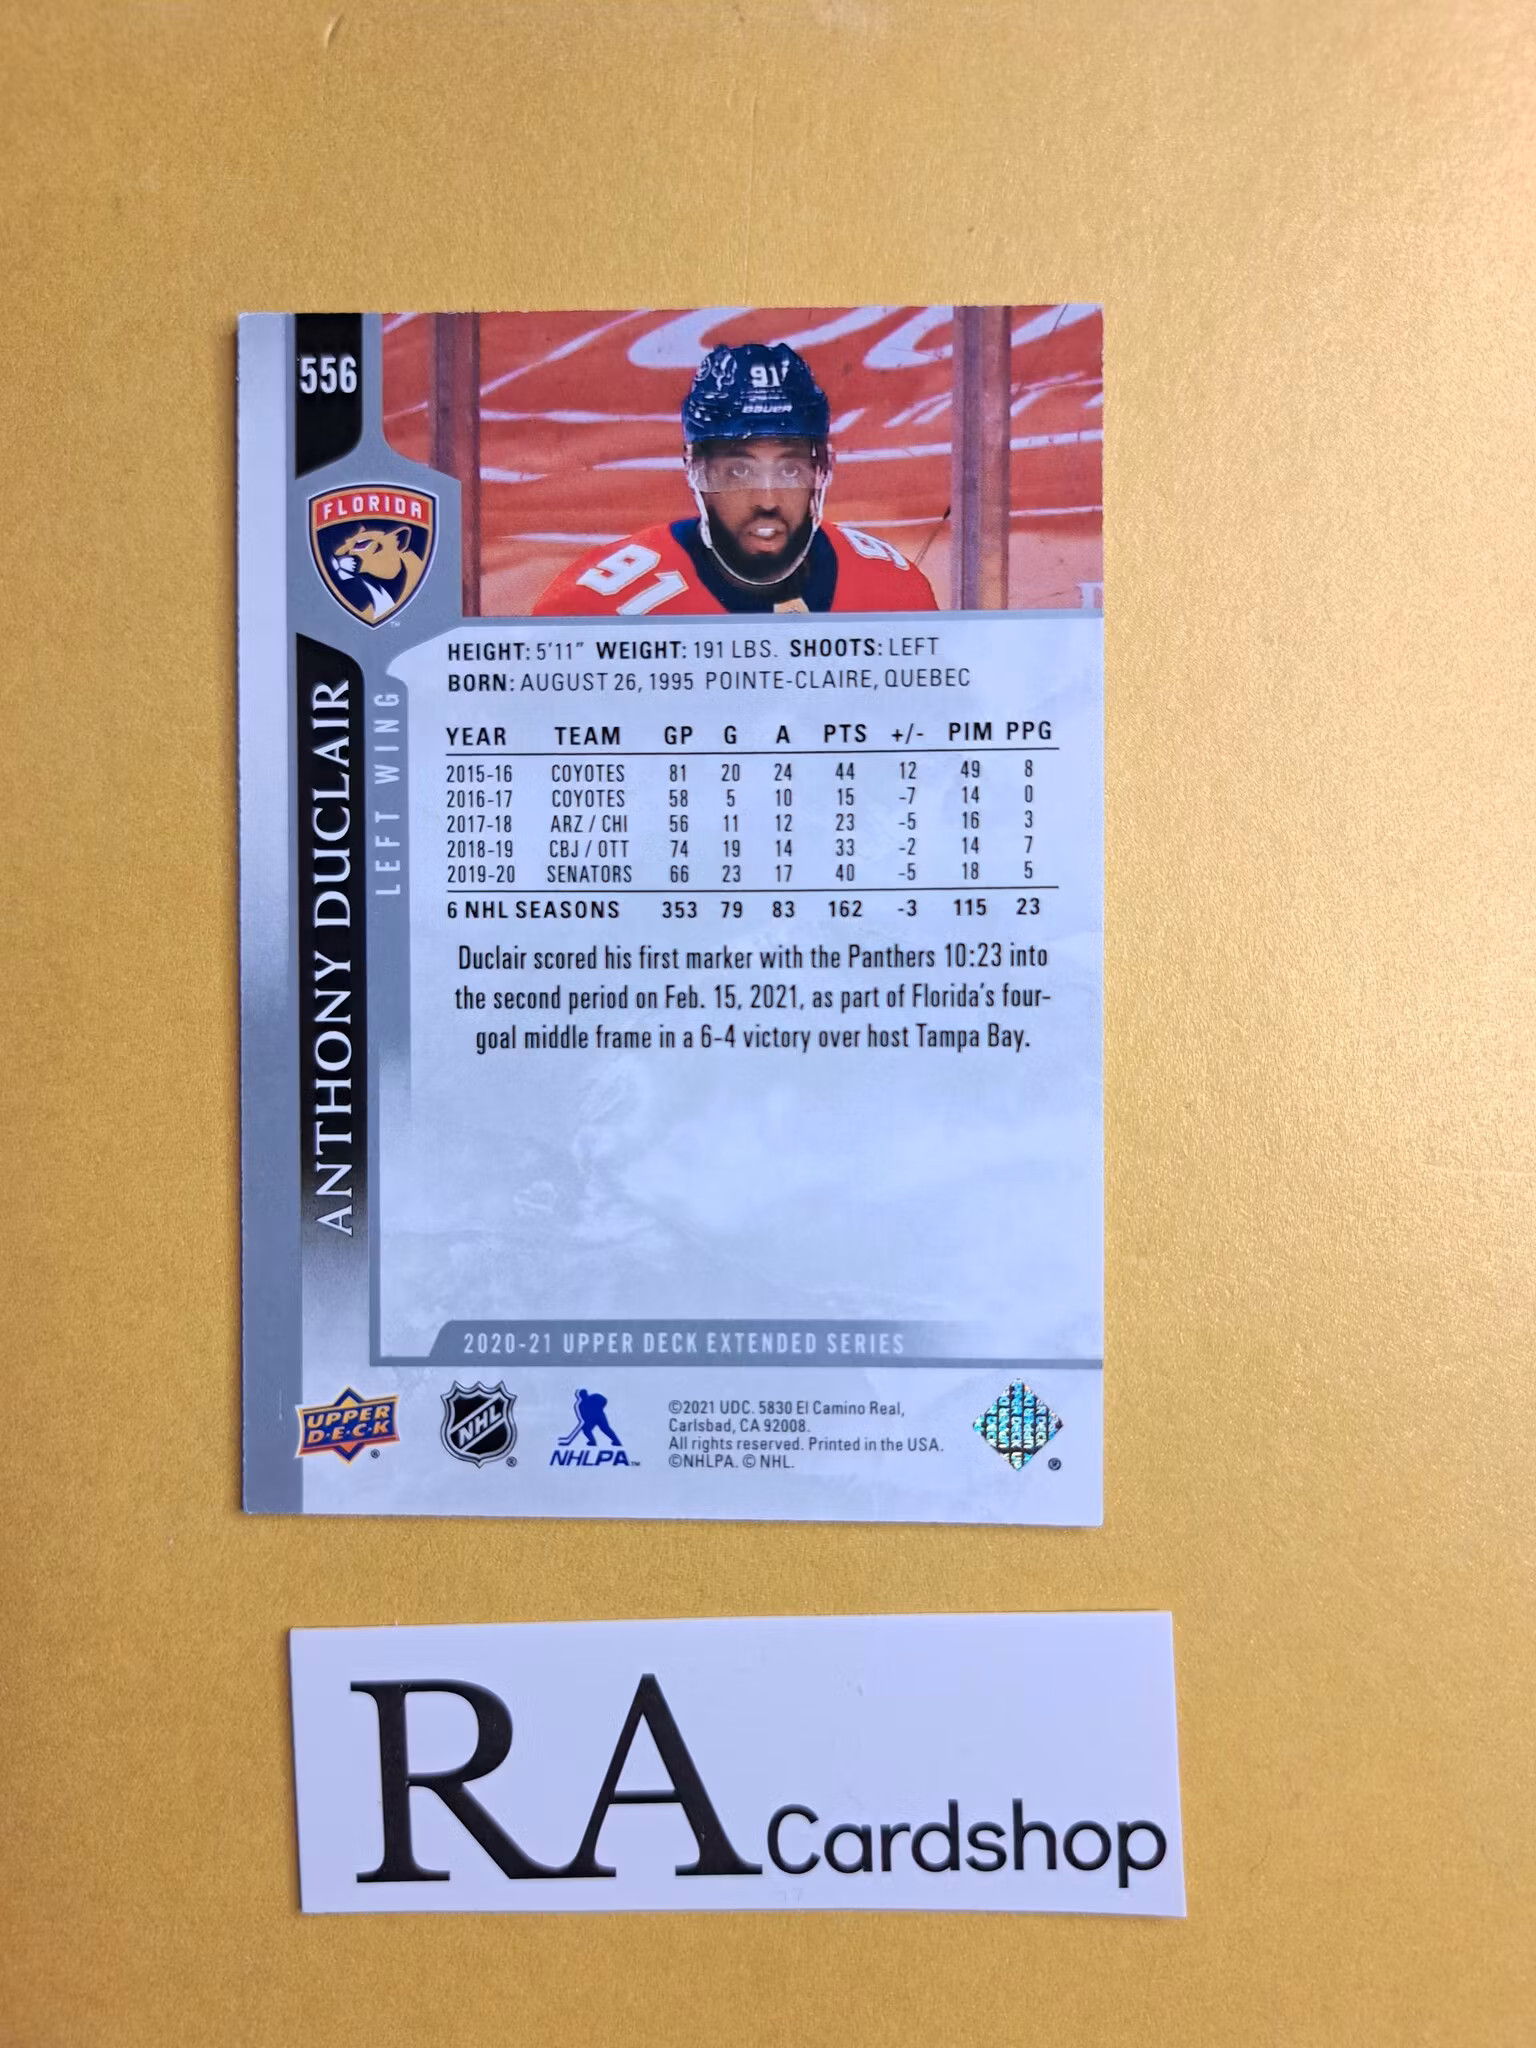 556
91
BAUER
91
FLORIDA
ANTHONY DUCLAIR
LEFT WING
HEIGHT: 5'11" WEIGHT: 191 LBS. SHOOTS: LEFT
BORN: AUGUST 26, 1995 POINTE-CLAIRE, QUEBEC
YEAR TEAM GP G A PTS +/- PIM PPG
2015-16 COYOTES 81 20 24 44 12 49 8
2016-17 COYOTES 58 5 10 15 -7 14 0
2017-18 ARZ / CHI 56 11 12 23 -5 16 3
2018-19 CBJ / OTT 74 19 14 33 -2 14 7
2019-20 SENATORS 66 23 17 40 -5 18 5
6 NHL SEASONS 353 79 83 162 -3 115 23
Duclair scored his first marker with the Panthers 10:23 into
the second period on Feb. 15, 2021, as part of Florida's four-
goal middle frame in a 6-4 victory over host Tampa Bay.
2020-21 UPPER DECK EXTENDED SERIES
UPPER
D·E·C·K ®
NHL ®
NHLPA™
©2021 UDC. 5830 El Camino Real,
Carlsbad, CA 92008.
All rights reserved. Printed in the USA.
©NHLPA. © NHL.
®
RA Cardshop